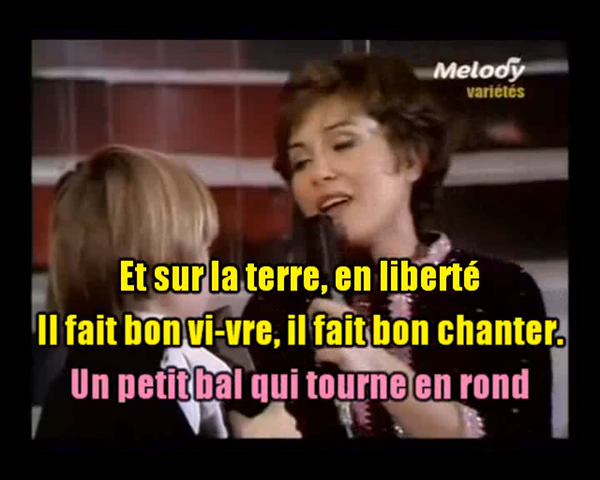 Melody
variétés
Et sur la terre, en liberté
Il fait bon vi-vre, il fait bon chanter.
Un petit bal qui tourne en rond